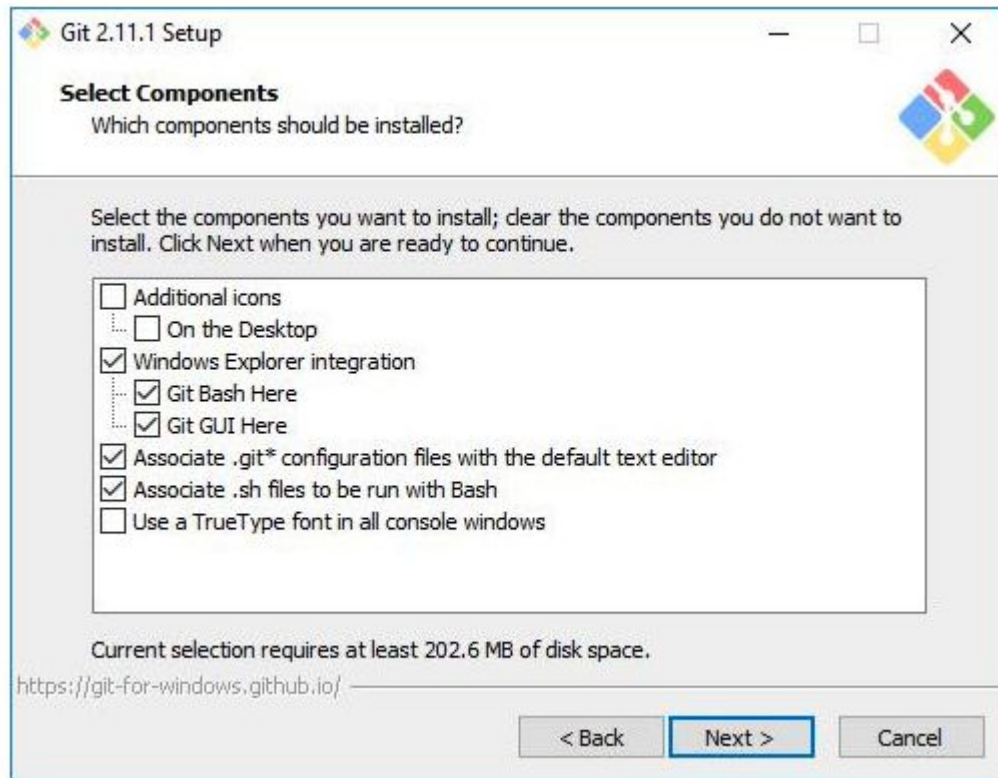 Git 2.11.1 Setup
Select Components
Which components should be installed?
Select the components you want to install; clear the components you do not want to
install. Click Next when you are ready to continue.
Additional icons
On the Desktop
Windows Explorer integration
Git Bash Here
Git GUI Here
Associate .git* configuration files with the default text editor
Associate .sh files to be run with Bash
Use a TrueType font in all console windows
Current selection requires at least 202.6 MB of disk space.
https://git-for-windows.github.io/
< Back Next > Cancel